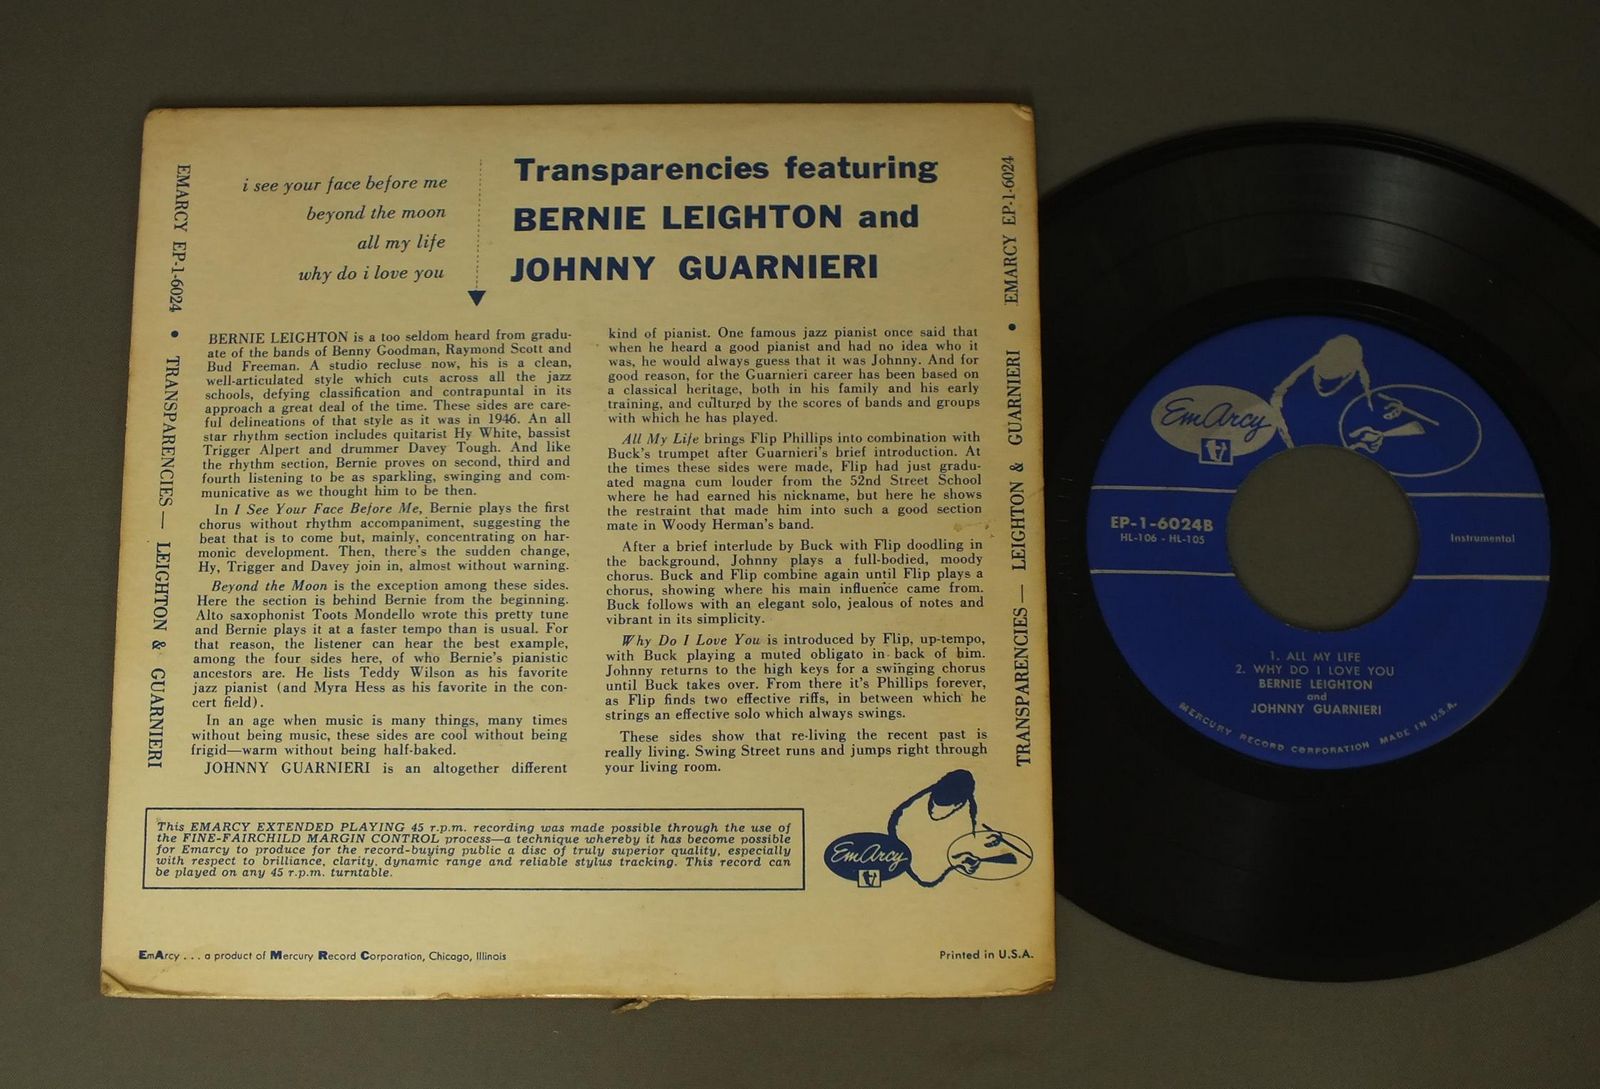 EMARCY EP-1-6024 • TRANSPARENCIES — LEIGHTON & GUARNIERI
i see your face before me
beyond the moon
all my life
why do i love you
Transparencies featuring
BERNIE LEIGHTON and
JOHNNY GUARNIERI
BERNIE LEIGHTON is a too seldom heard from gradu-
ate of the bands of Benny Goodman, Raymond Scott and
Bud Freeman. A studio recluse now, his is a clean,
well-articulated style which cuts across all the jazz
schools, defying classification and contrapuntal in its
approach a great deal of the time. These sides are care-
ful delineations of that style as it was in 1946. An all
star rhythm section includes quitarist Hy White, bassist
Trigger Alpert and drummer Davey Tough. And like
the rhythm section, Bernie proves on second, third and
fourth listening to be as sparkling, swinging and com-
municative as we thought him to be then.
In I See Your Face Before Me, Bernie plays the first
chorus without rhythm accompaniment, suggesting the
beat that is to come but, mainly, concentrating on har-
monic development. Then, there's the sudden change,
Hy, Trigger and Davey join in, almost without warning.
Beyond the Moon is the exception among these sides.
Here the section is behind Bernie from the beginning.
Alto saxophonist Toots Mondello wrote this pretty tune
and Bernie plays it at a faster tempo than is usual. For
that reason, the listener can hear the best example,
among the four sides here, of who Bernie's pianistic
ancestors are. He lists Teddy Wilson as his favorite
jazz pianist (and Myra Hess as his favorite in the con-
cert field).
In an age when music is many things, many times
without being music, these sides are cool without being
frigid—warm without being half-baked.
JOHNNY GUARNIERI is an altogether different
kind of pianist. One famous jazz pianist once said that
when he heard a good pianist and had no idea who it
was, he would always guess that it was Johnny. And for
good reason, for the Guarnieri career has been based on
a classical heritage, both in his family and his early
training, and cultured by the scores of bands and groups
with which he has played.
All My Life brings Flip Phillips into combination with
Buck's trumpet after Guarnieri's brief introduction. At
the times these sides were made, Flip had just gradu-
ated magna cum louder from the 52nd Street School
where he had earned his nickname, but here he shows
the restraint that made him into such a good section
mate in Woody Herman's band.
After a brief interlude by Buck with Flip doodling in
the background, Johnny plays a full-bodied, moody
chorus. Buck and Flip combine again until Flip plays a
chorus, showing where his main influence came from.
Buck follows with an elegant solo, jealous of notes and
vibrant in its simplicity.
Why Do I Love You is introduced by Flip, up-tempo,
with Buck playing a muted obligato in back of him.
Johnny returns to the high keys for a swinging chorus
until Buck takes over. From there it's Phillips forever,
as Flip finds two effective riffs, in between which he
strings an effective solo which always swings.
These sides show that re-living the recent past is
really living. Swing Street runs and jumps right through
your living room.
TRANSPARENCIES — LEIGHTON & GUARNIERI • EMARCY EP-1-6024
This EMARCY EXTENDED PLAYING 45 r.p.m. recording was made possible through the use of
the FINE-FAIRCHILD MARGIN CONTROL process—a technique whereby it has become possible
for Emarcy to produce for the record-buying public a disc of truly superior quality, especially
with respect to brilliance, clarity, dynamic range and reliable stylus tracking. This record can
be played on any 45 r.p.m. turntable.
EmArcy
EmArcy . . . a product of Mercury Record Corporation, Chicago, Illinois
Printed in U.S.A.
EmArcy
EP-1-6024B
HL-106 - HL-105
Instrumental
1. ALL MY LIFE
2. WHY DO I LOVE YOU
BERNIE LEIGHTON
and
JOHNNY GUARNIERI
MERCURY RECORD CORPORATION MADE IN U.S.A.